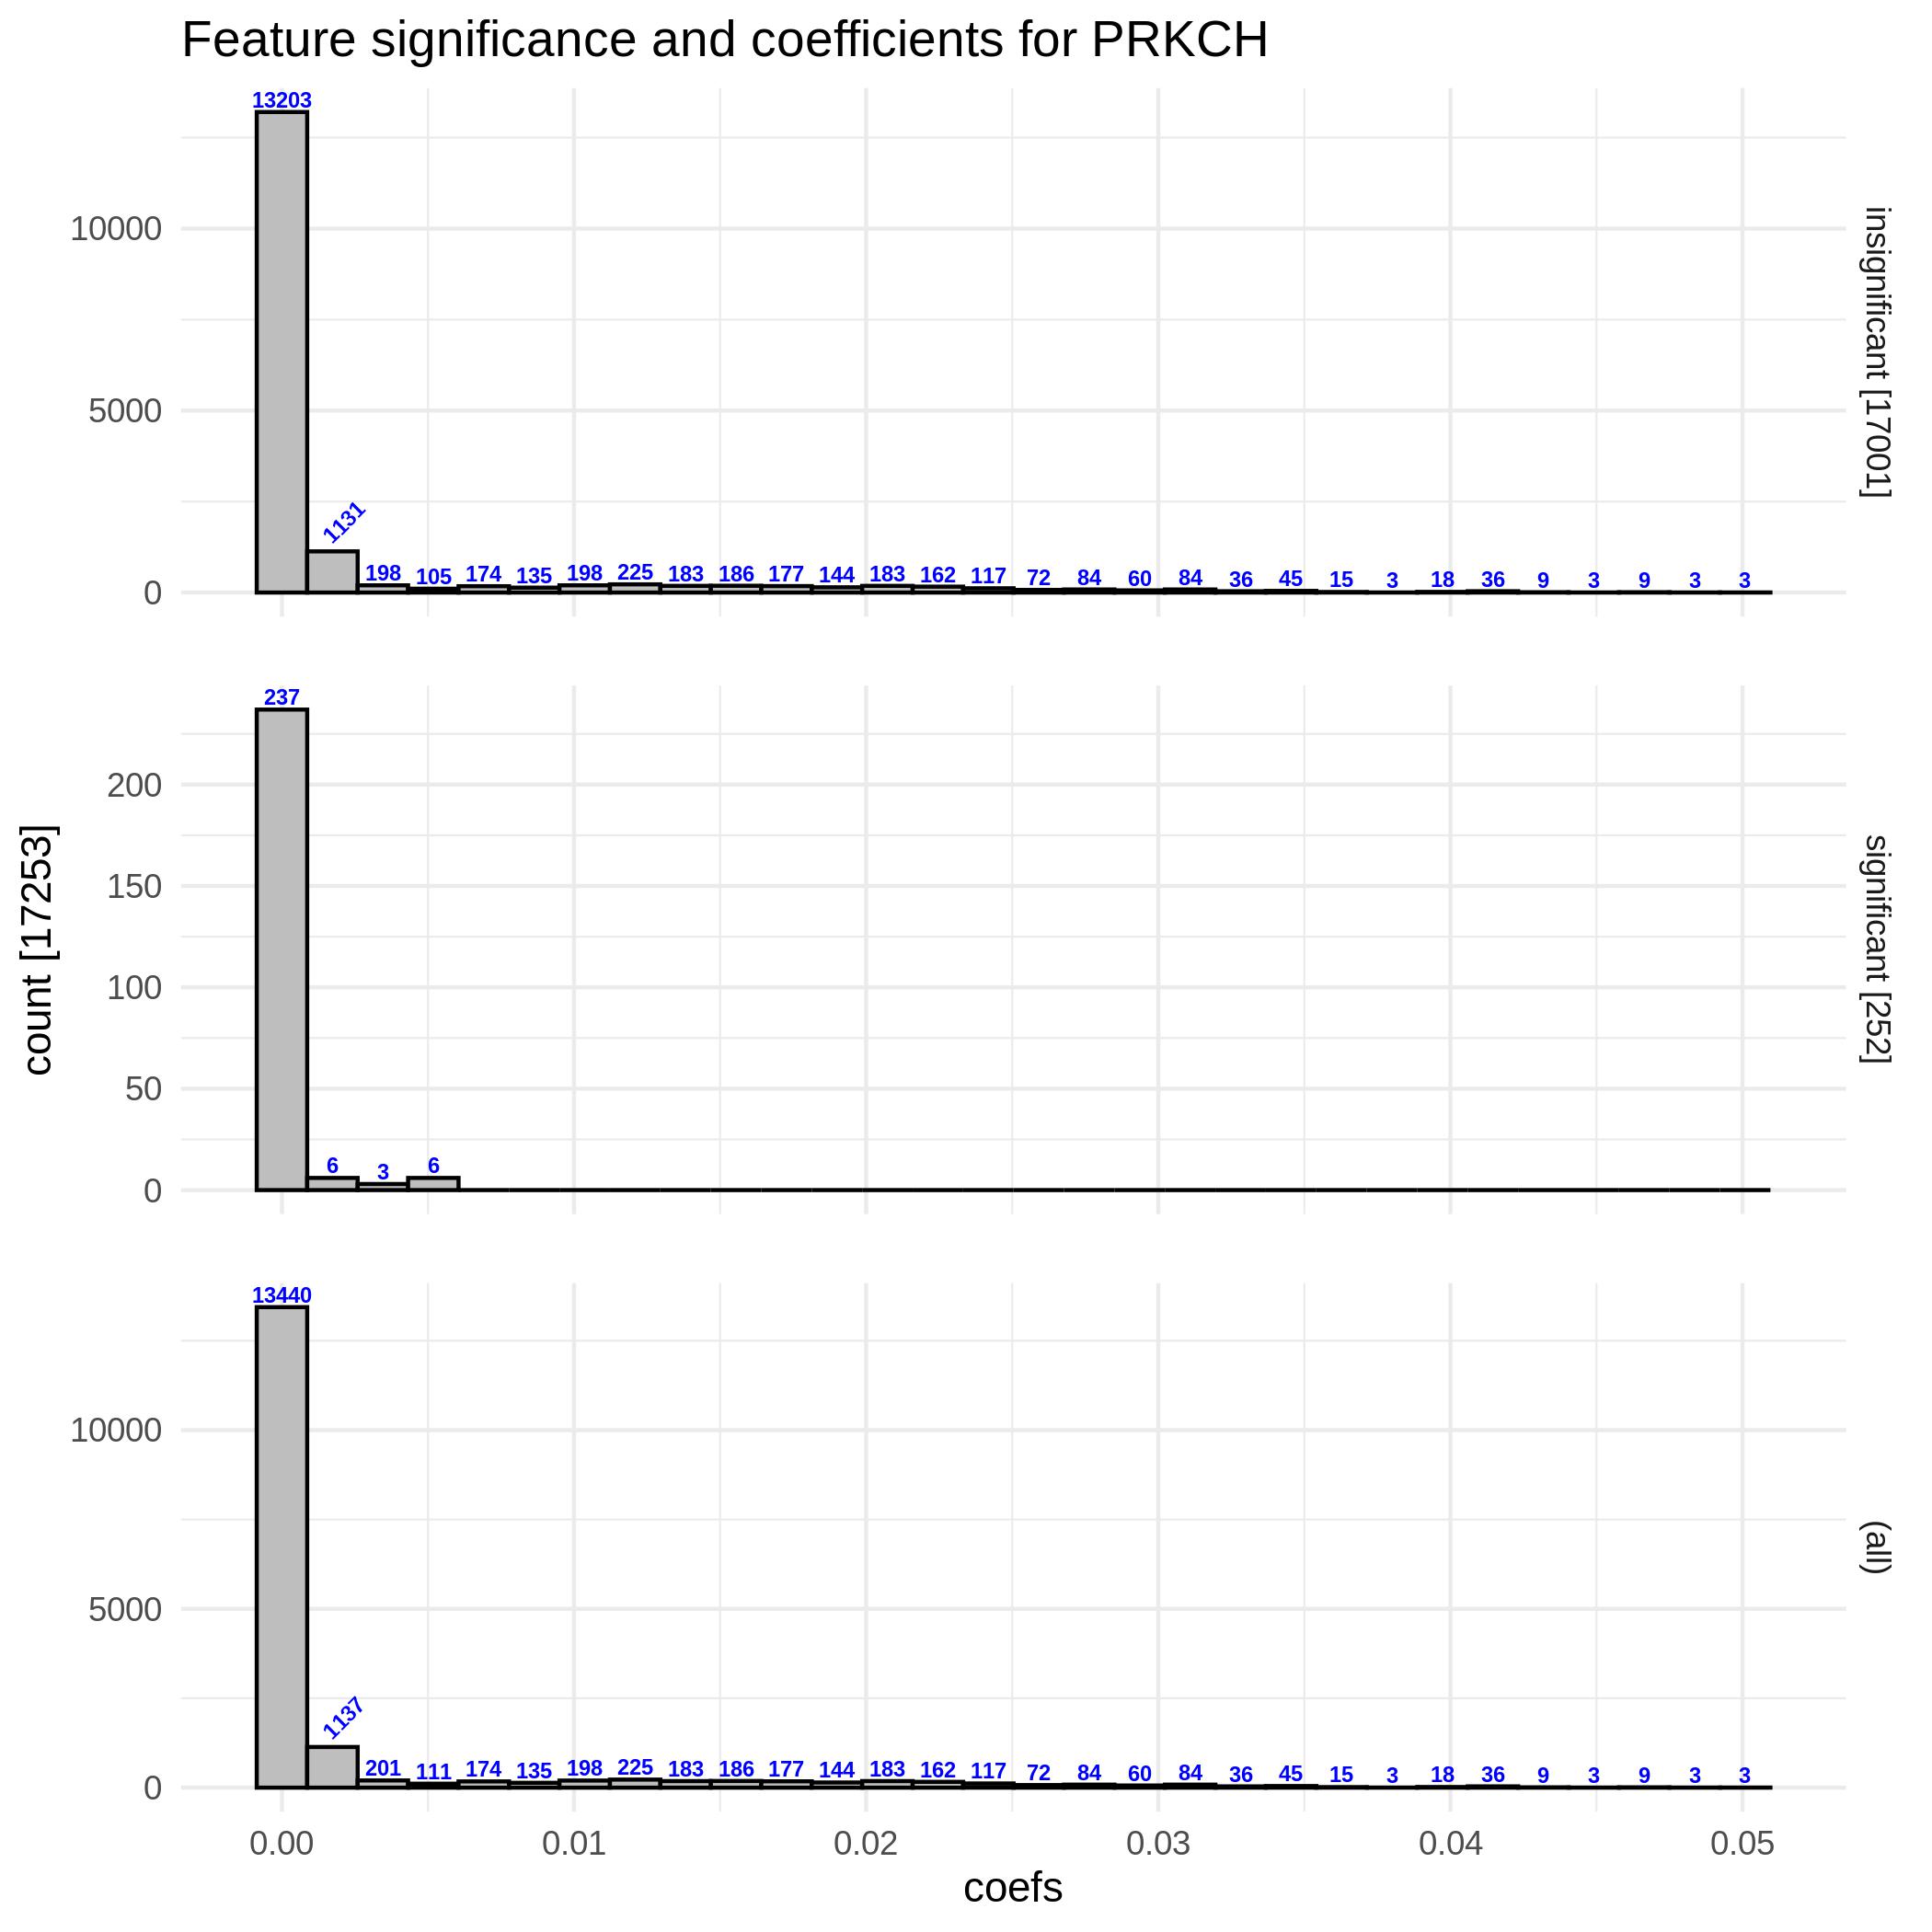 Feature significance and coefficients for PRKCH
13203
1131
198 105 174 135 198 225 183 186 177 144 183 162 117 72 84 60 84 36 45 15 3 18 36 9 3 9 3 3
10000
5000
0
insignificant [17001]
237
6 3 6
200
150
100
50
0
significant [252]
count [17253]
13440
1137
201 111 174 135 198 225 183 186 177 144 183 162 117 72 84 60 84 36 45 15 3 18 36 9 3 9 3 3
10000
5000
0
(all)
0.00 0.01 0.02 0.03 0.04 0.05
coefs